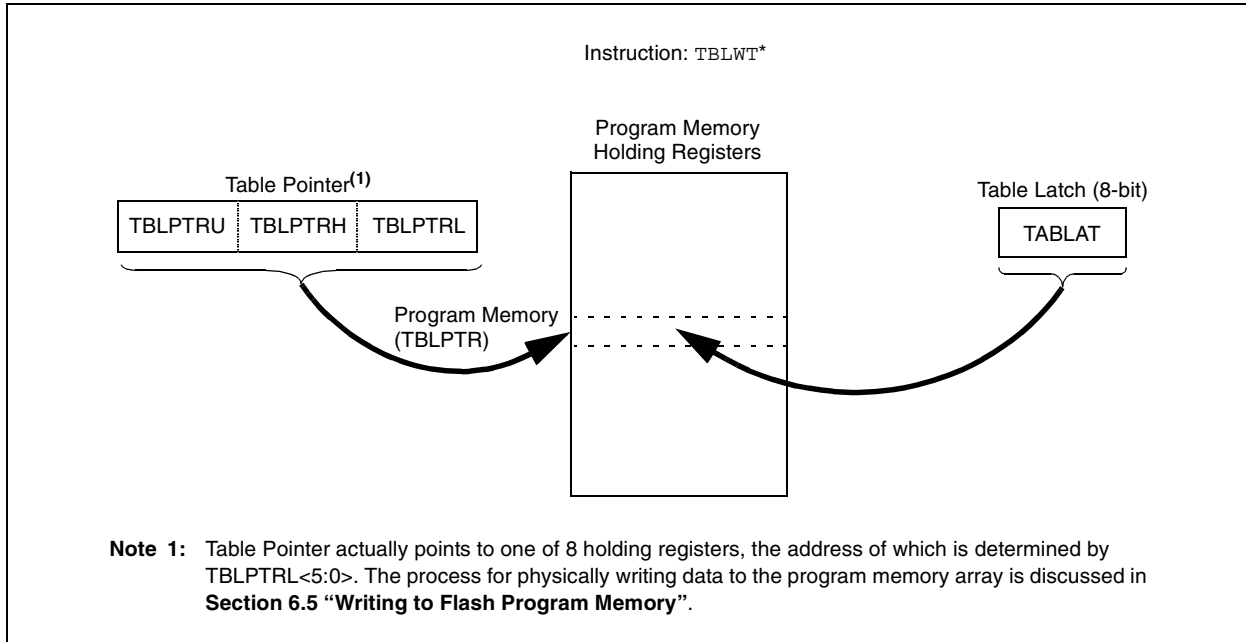 Instruction: TBLWT*
Program Memory
Holding Registers
Table Pointer(1)
Table Latch (8-bit)
TBLPTRU TBLPTRH TBLPTRL
TABLAT
Program Memory
(TBLPTR)
Note 1: Table Pointer actually points to one of 8 holding registers, the address of which is determined by
TBLPTRL<5:0>. The process for physically writing data to the program memory array is discussed in
Section 6.5 “Writing to Flash Program Memory”.